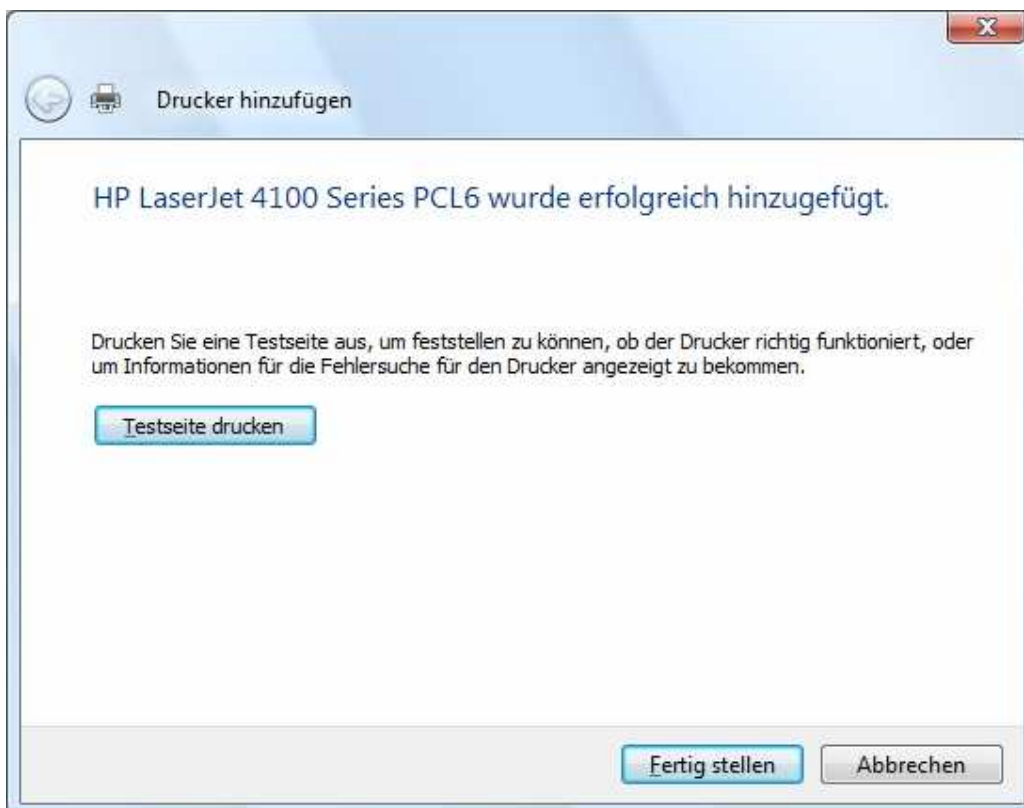 Drucker hinzufügen
HP LaserJet 4100 Series PCL6 wurde erfolgreich hinzugefügt.
Drucken Sie eine Testseite aus, um feststellen zu können, ob der Drucker richtig funktioniert, oder
um Informationen für die Fehlersuche für den Drucker angezeigt zu bekommen.
Testseite drucken
Fertig stellen
Abbrechen